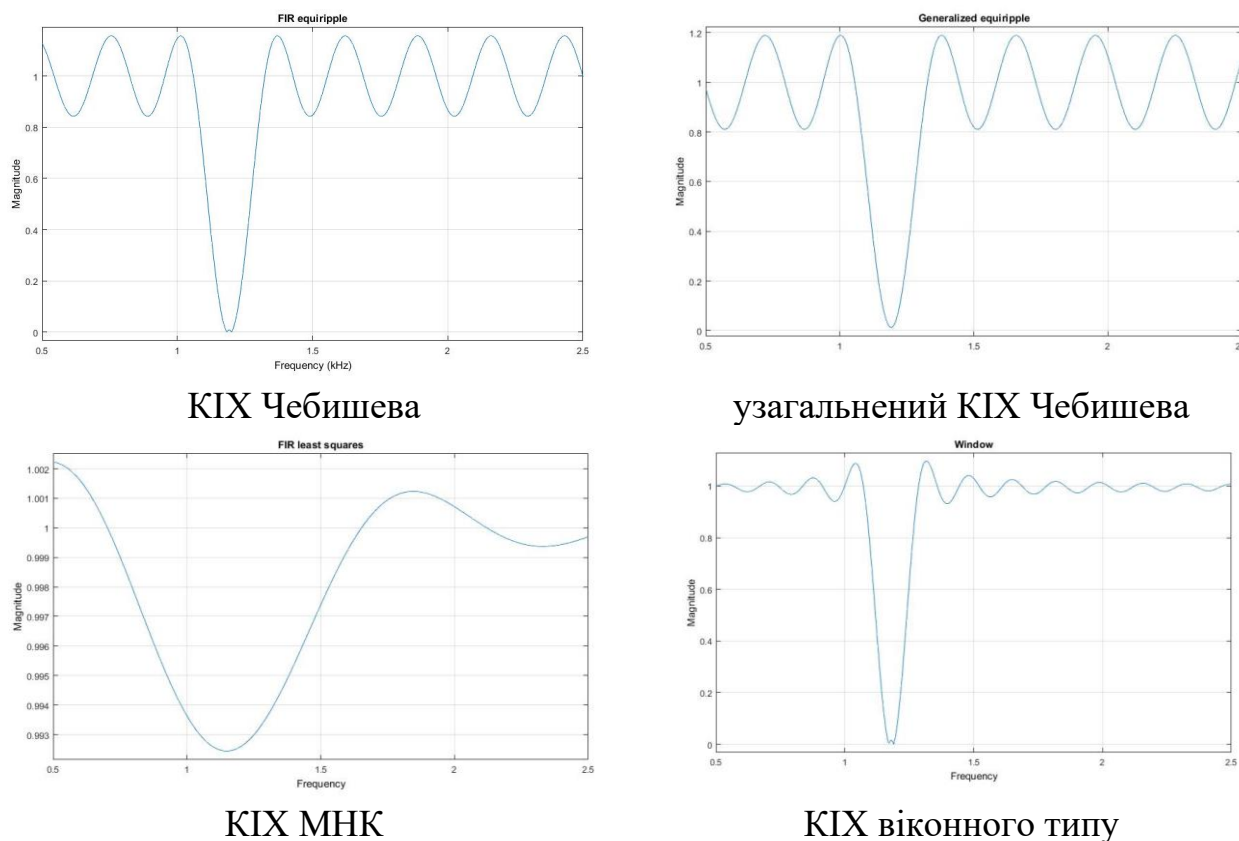 FIR equiripple
1
0.8
0.6
0.4
0.2
0
Magnitude
0.5 1 1.5 2 2.5
Frequency (kHz)
КІХ Чебишева
Generalized equiripple
1.2
1
0.8
0.6
0.4
0.2
0
Magnitude
0.5 1 1.5 2
узагальнений КІХ Чебишева
FIR least squares
1.002
1.001
1
0.999
0.998
0.997
0.996
0.995
0.994
0.993
Magnitude
0.5 1 1.5 2 2.5
Frequency
КІХ МНК
Window
1
0.8
0.6
0.4
0.2
0
Magnitude
0.5 1 1.5 2 2.5
Frequency
КІХ віконного типу